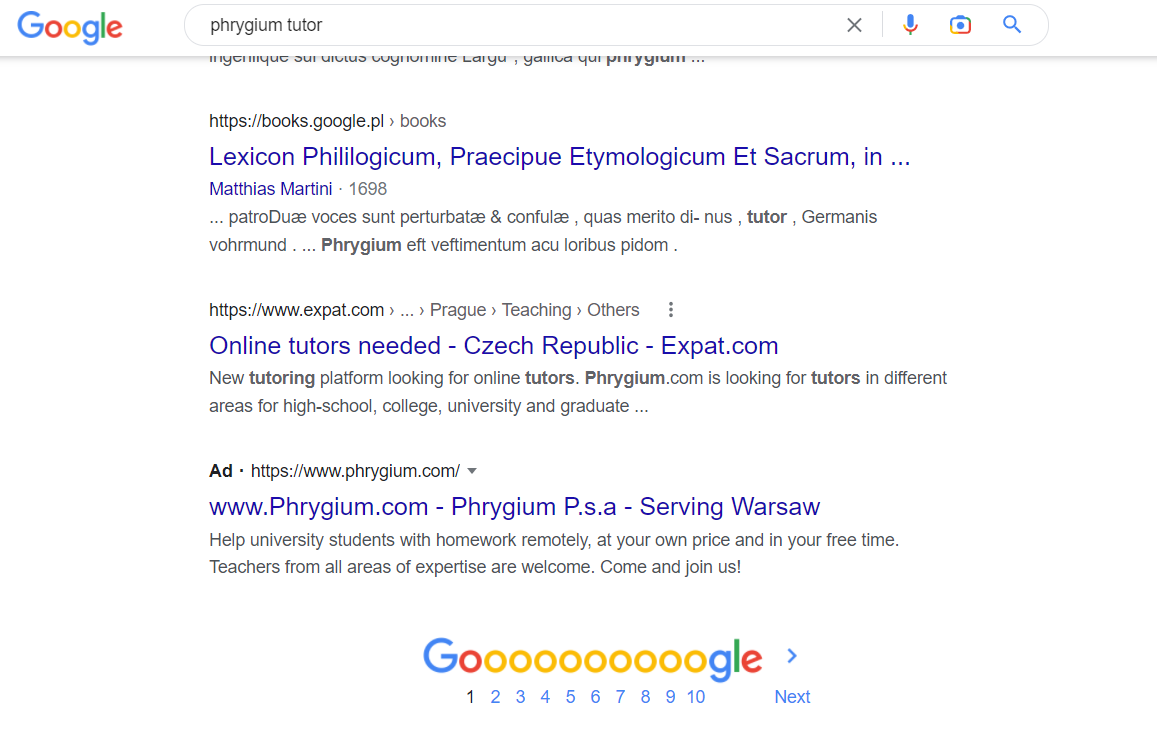 Google
phrygium tutor
ingeniique sui dictus cognomine Largu , gallica qui phrygium ...
https://books.google.pl › books
Lexicon Phililogicum, Praecipue Etymologicum Et Sacrum, in ...
Matthias Martini · 1698
... patroDuæ voces sunt perturbatæ & confulæ , quas merito di- nus , tutor , Germanis
vohrmund . ... Phrygium eft veftimentum acu loribus pidom .
https://www.expat.com › ... › Prague › Teaching › Others
Online tutors needed - Czech Republic - Expat.com
New tutoring platform looking for online tutors. Phrygium.com is looking for tutors in different
areas for high-school, college, university and graduate ...
Ad · https://www.phrygium.com/
www.Phrygium.com - Phrygium P.s.a - Serving Warsaw
Help university students with homework remotely, at your own price and in your free time.
Teachers from all areas of expertise are welcome. Come and join us!
Goooooooooogle
1 2 3 4 5 6 7 8 9 10 Next